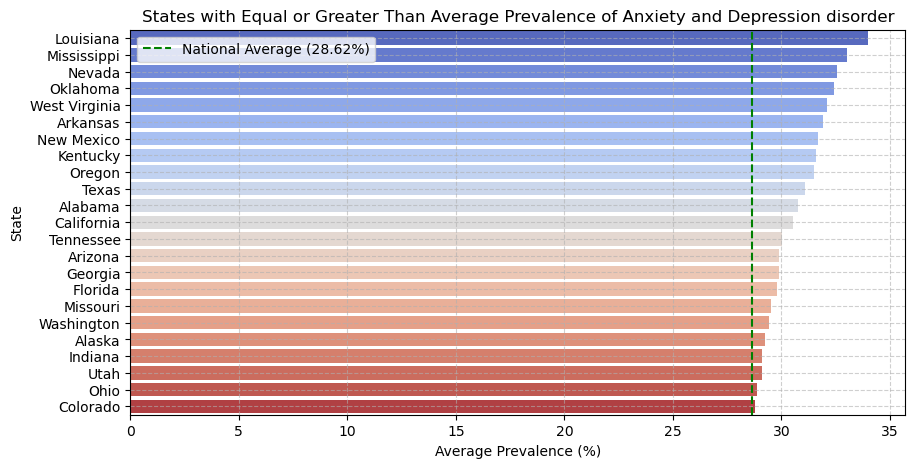 States with Equal or Greater Than Average Prevalence of Anxiety and Depression disorder
National Average (28.62%)
State
Louisiana
Mississippi
Nevada
Oklahoma
West Virginia
Arkansas
New Mexico
Kentucky
Oregon
Texas
Alabama
California
Tennessee
Arizona
Georgia
Florida
Missouri
Washington
Alaska
Indiana
Utah
Ohio
Colorado
0 5 10 15 20 25 30 35
Average Prevalence (%)